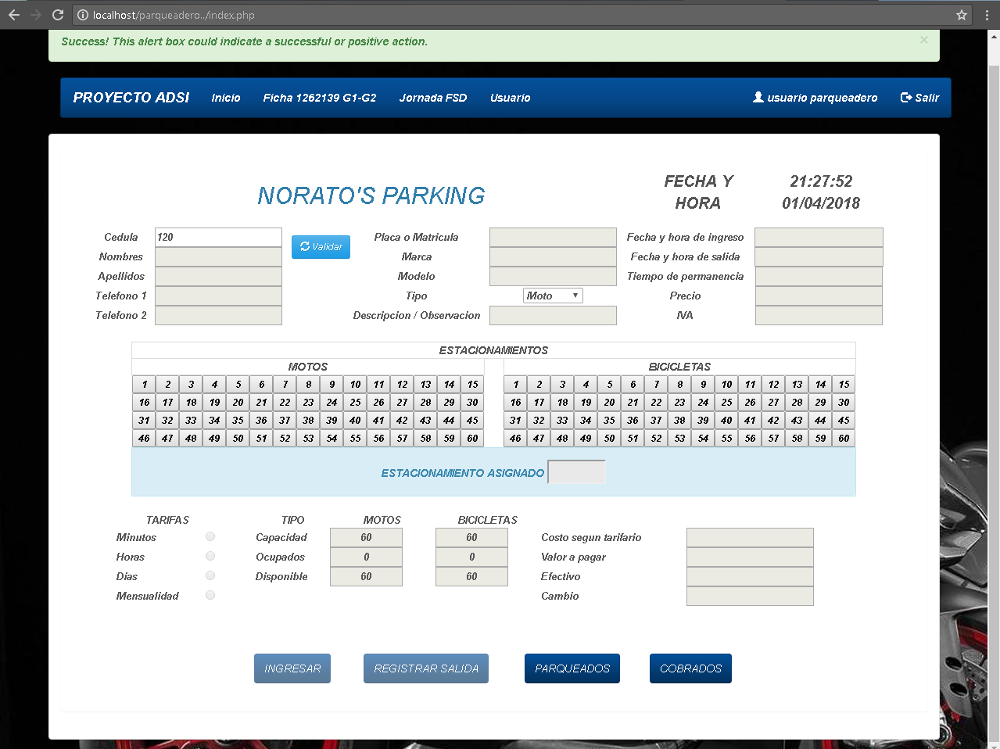 localhost/parqueadero../index.php
Success! This alert box could indicate a successful or positive action.
×
PROYECTO ADSI Inicio Ficha 1262139 G1-G2 Jornada FSD Usuario usuario parqueadero Salir
NORATO'S PARKING
FECHA Y HORA
21:27:52
01/04/2018
Cedula 120 Validar
Nombres
Apellidos
Telefono 1
Telefono 2
Placa o Matricula
Marca
Modelo
Tipo Moto
Descripcion / Observacion
Fecha y hora de ingreso
Fecha y hora de salida
Tiempo de permanencia
Precio
IVA
ESTACIONAMIENTOS
MOTOS
1 2 3 4 5 6 7 8 9 10 11 12 13 14 15
16 17 18 19 20 21 22 23 24 25 26 27 28 29 30
31 32 33 34 35 36 37 38 39 40 41 42 43 44 45
46 47 48 49 50 51 52 53 54 55 56 57 58 59 60
BICICLETAS
1 2 3 4 5 6 7 8 9 10 11 12 13 14 15
16 17 18 19 20 21 22 23 24 25 26 27 28 29 30
31 32 33 34 35 36 37 38 39 40 41 42 43 44 45
46 47 48 49 50 51 52 53 54 55 56 57 58 59 60
ESTACIONAMIENTO ASIGNADO
TARIFAS
Minutos
Horas
Dias
Mensualidad
TIPO MOTOS BICICLETAS
Capacidad 60 60
Ocupados 0 0
Disponible 60 60
Costo segun tarifario
Valor a pagar
Efectivo
Cambio
INGRESAR REGISTRAR SALIDA PARQUEADOS COBRADOS